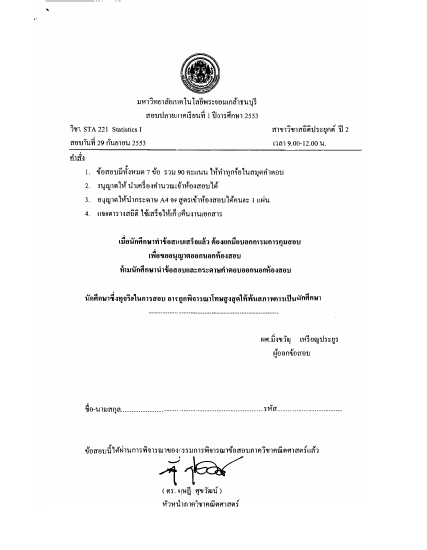 มหาวิทยาลัยเทคโนโลยีพระจอมเกล้าธนบุรี
สอบปลายภาคเรียนที่ 1 ปีการศึกษา 2553
วิชา STA 221 Statistics I สาขาวิชาสถิติประยุกต์ ปี 2
สอบวันที่ 29 กันยายน 2553 เวลา 9.00-12.00 น.
คำสั่ง
1. ข้อสอบมีทั้งหมด 7 ข้อ รวม 90 คะแนน ให้ทำทุกข้อในสมุดคำตอบ
2. อนุญาตให้นำเครื่องคำนวณเข้าห้องสอบได้
3. อนุญาตให้นำกระดาษ A4 จดสูตรเข้าห้องสอบได้คนละ 1 แผ่น
4. แจกตารางสถิติ ใช้เสร็จให้เก็บคืนงานเอกสาร
เมื่อนักศึกษาทำข้อสอบเสร็จแล้ว ต้องยกมือบอกกรรมการคุมสอบ
เพื่อขออนุญาตออกนอกห้องสอบ
ห้ามนักศึกษานำข้อสอบและกระดาษคำตอบออกนอกห้องสอบ
นักศึกษาซึ่งทุจริตในการสอบ อาจถูกพิจารณาโทษสูงสุดให้พ้นสภาพการเป็นนักศึกษา
ผศ.มิ่งขวัญ เหรียญประยูร
ผู้ออกข้อสอบ
ชื่อ-นามสกุล........................................................รหัส..........................
ข้อสอบนี้ได้ผ่านการพิจารณาของกรรมการพิจารณาข้อสอบภาควิชาคณิตศาสตร์แล้ว
(ดร. ดุษฎี ศุขวัฒน์)
หัวหน้าภาควิชาคณิตศาสตร์